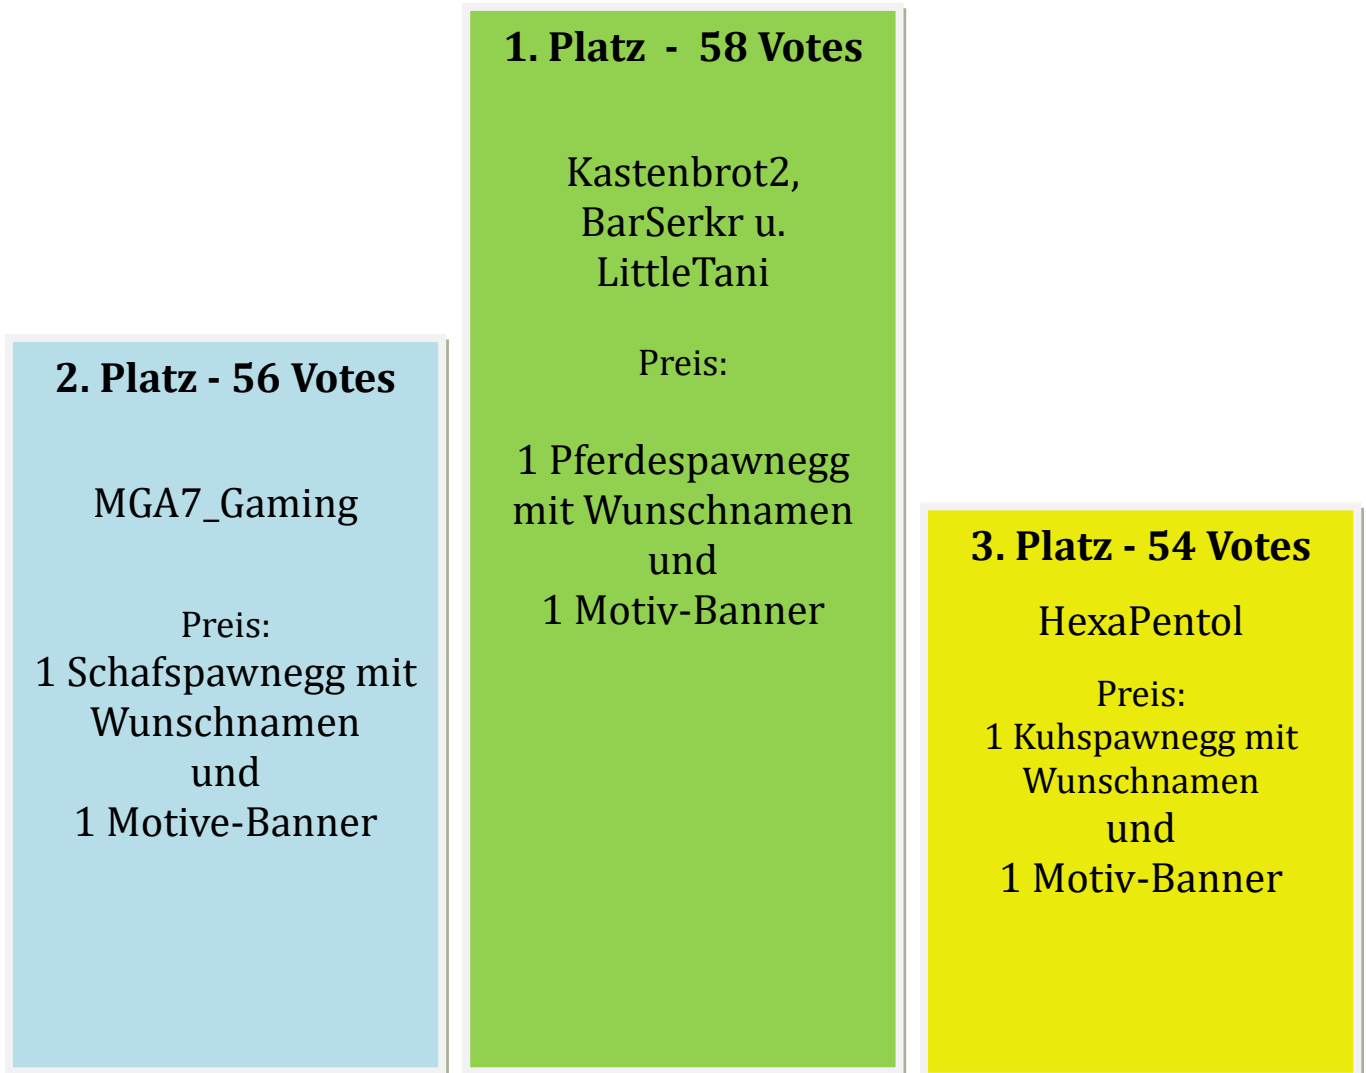 1. Platz - 58 Votes
Kastenbrot2,
BarSerkr u.
LittleTani
Preis:
1 Pferdespawnegg
mit Wunschnamen
und
1 Motiv-Banner
2. Platz - 56 Votes
MGA7_Gaming
Preis:
1 Schafspawnegg mit
Wunschnamen
und
1 Motive-Banner
3. Platz - 54 Votes
HexaPentol
Preis:
1 Kuhspawnegg mit
Wunschnamen
und
1 Motiv-Banner